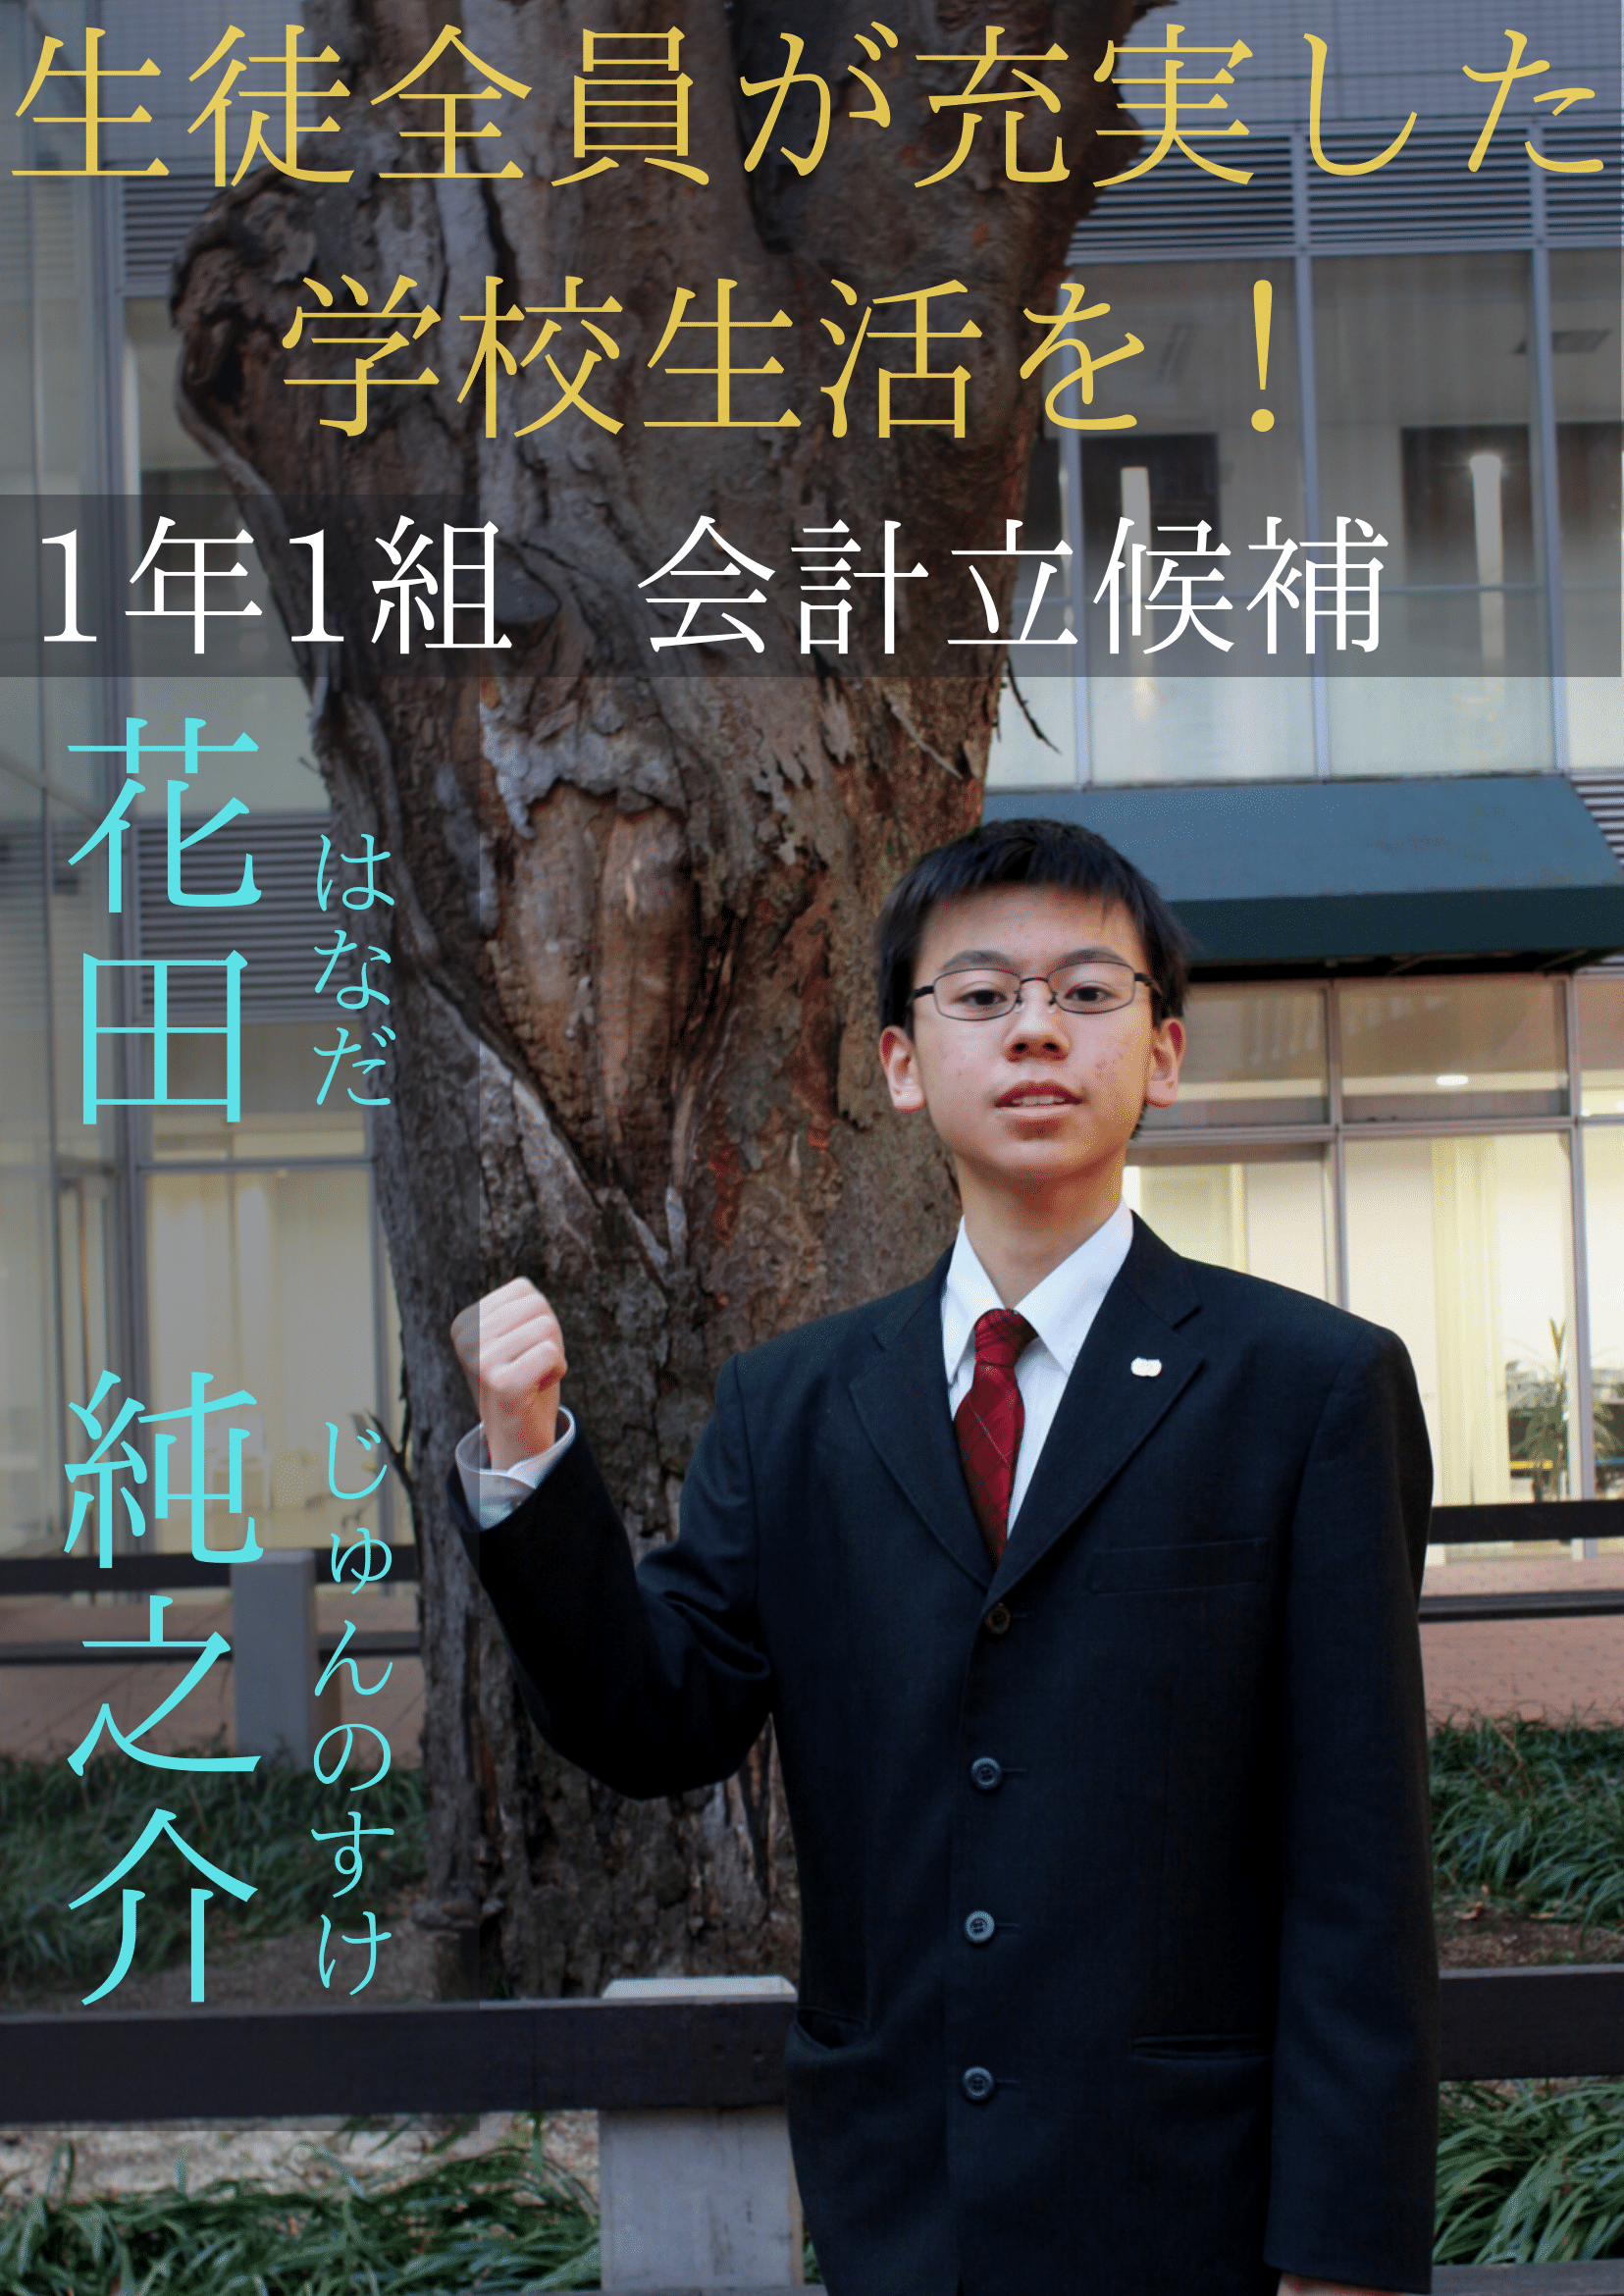 生徒全員が充実した
学校生活を！
1年1組　会計立候補
花田　純之介
はなだ　じゅんのすけ